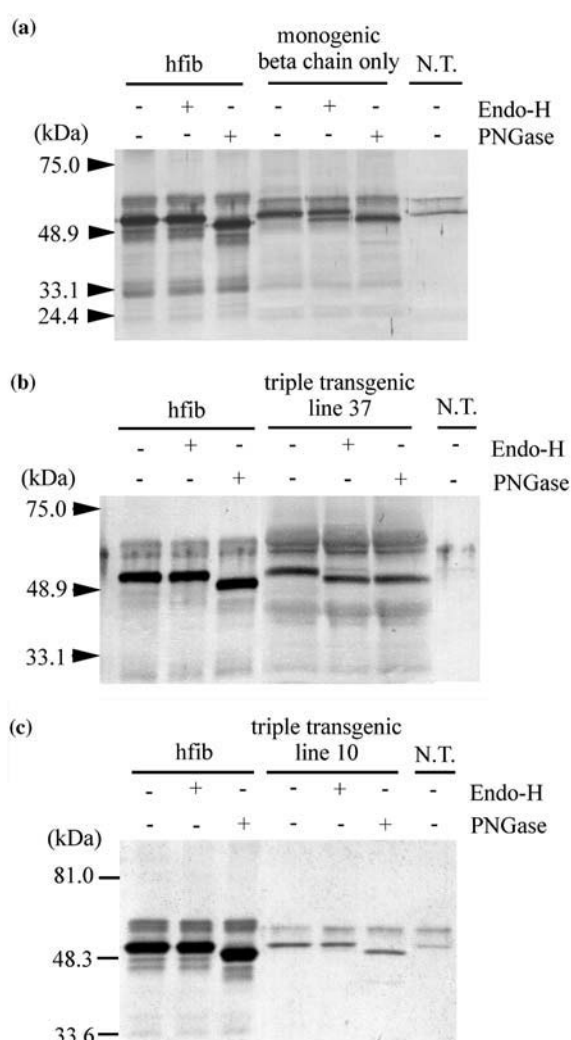 (a)
monogenic
hfib beta chain only N.T.
- + - - + - - Endo-H
(kDa) - - + - - + - PNGase
75.0
48.9
33.1
24.4
(b)
triple transgenic
hfib line 37 N.T.
- + - - + - - Endo-H
(kDa) - - + - - + - PNGase
75.0
48.9
33.1
(c)
triple transgenic
hfib line 10 N.T.
- + - - + - - Endo-H
(kDa) - - + - - + - PNGase
81.0
48.3
33.6